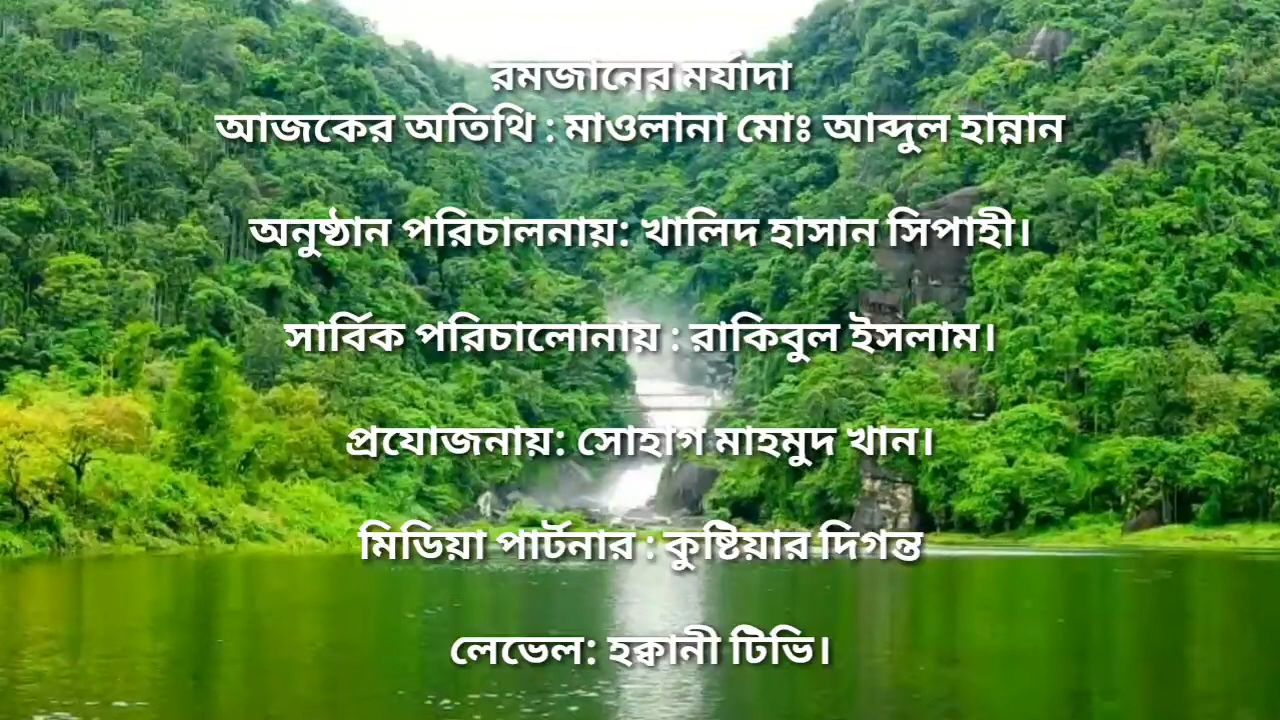 রমজানের মর্যাদা
আজকের অতিথি : মাওলানা মোঃ আব্দুল হান্নান
অনুষ্ঠান পরিচালনায়: খালিদ হাসান সিপাহী।
সার্বিক পরিচালোনায় : রাকিবুল ইসলাম।
প্রযোজনায়: সোহাগ মাহমুদ খান।
মিডিয়া পার্টনার : কুষ্টিয়ার দিগন্ত
লেভেল: হক্বানী টিভি।